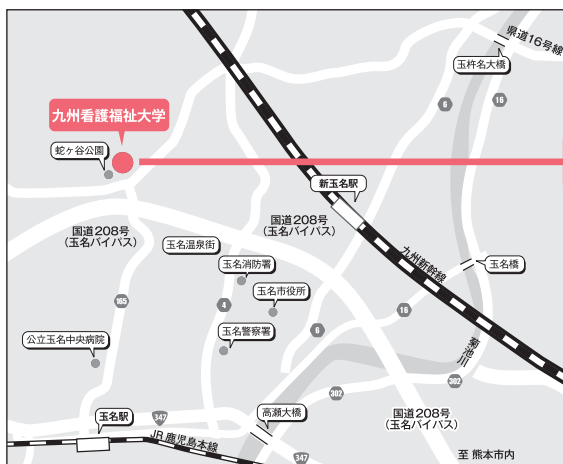 県道16号線
玉杵名大橋
6
16
九州看護福祉大学
蛇ヶ谷公園
新玉名駅
国道208号
(玉名バイパス)
国道208号
(玉名バイパス)
玉名温泉街
九州新幹線
玉名橋
玉名消防署
165
4
玉名市役所
16
玉名警察署
6
菊池川
公立玉名中央病院
302
302
玉名駅
347
高瀬大橋
国道208号
(玉名バイパス)
JR 鹿児島本線
347
至 熊本市内